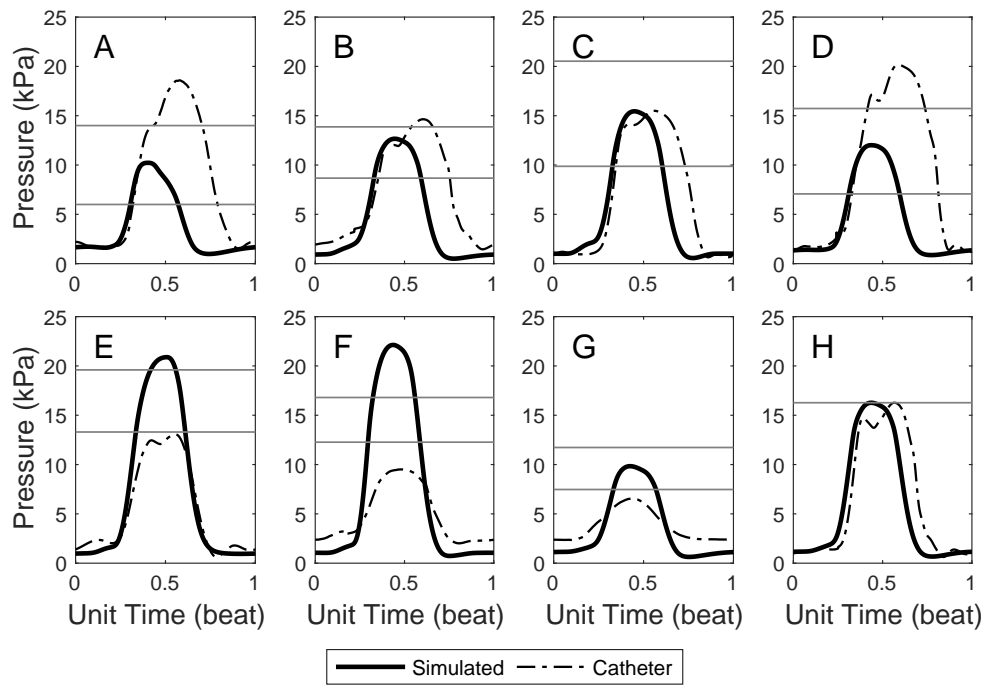 25 25 25 25
A B C D
20 20 20 20
15 15 15 15
10 10 10 10
5 5 5 5
0 0 0 0
0 0.5 1 0 0.5 1 0 0.5 1 0 0.5 1
Pressure (kPa)
25 25 25 25
E F G H
20 20 20 20
15 15 15 15
10 10 10 10
5 5 5 5
0 0 0 0
0 0.5 1 0 0.5 1 0 0.5 1 0 0.5 1
Pressure (kPa)
Unit Time (beat) Unit Time (beat) Unit Time (beat) Unit Time (beat)
Simulated Catheter